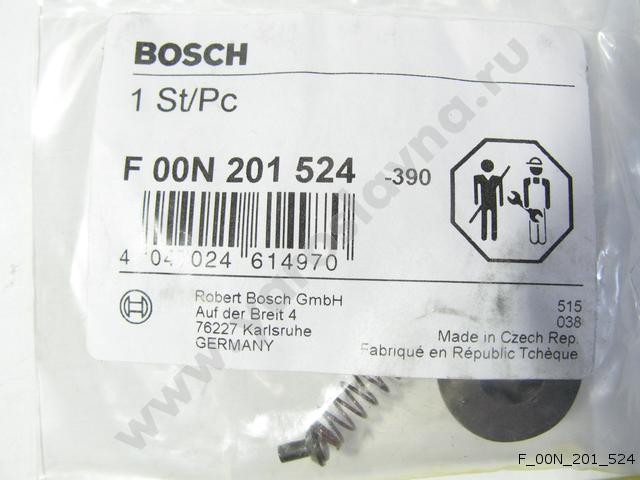 BOSCH
1 St/Pc
F 00N 201 524 -390
4 047024 614970
Robert Bosch GmbH
Auf der Breit 4
76227 Karlsruhe
GERMANY
515
038
Made in Czech Rep.
Fabriqué en Républic Tchèque
F_00N_201_524